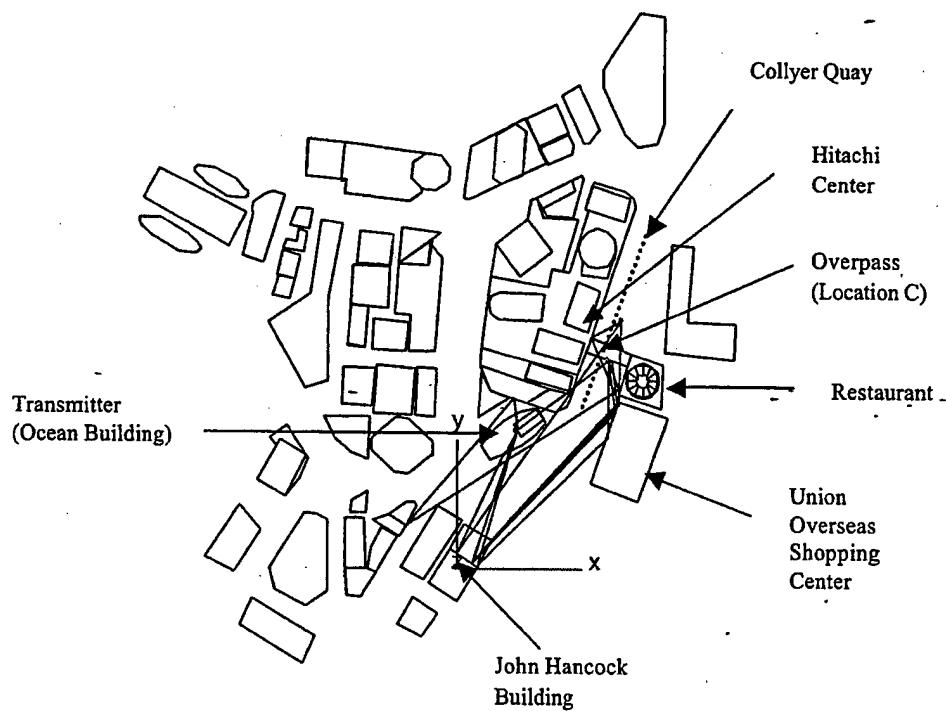 Collyer Quay
Hitachi
Center
Overpass
(Location C)
Restaurant
Transmitter
(Ocean Building)
y
x
Union
Overseas
Shopping
Center
John Hancock
Building